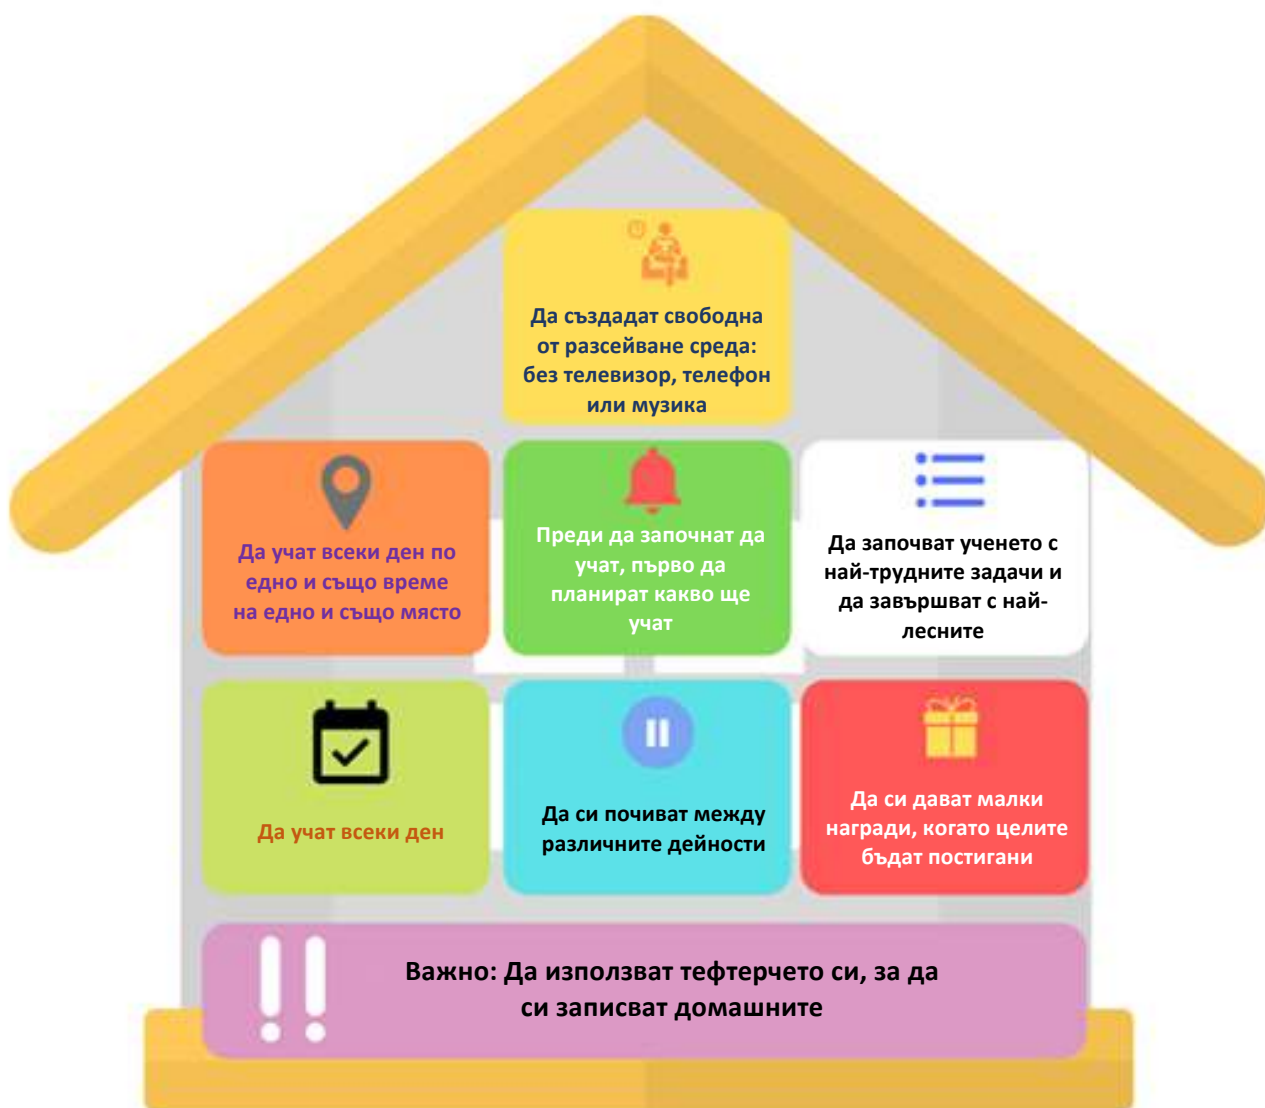 Да създадат свободна
от разсейване среда:
без телевизор, телефон
или музика
Да учат всеки ден по
едно и също време
на едно и също място
Преди да започнат да
учат, първо да
планират какво ще
учат
Да започват ученето с
най-трудните задачи и
да завършват с най-
лесните
Да учат всеки ден
Да си почиват между
различните дейности
Да си дават малки
награди, когато целите
бъдат постигани
Важно: Да използват тефтерчето си, за да
си записват домашните